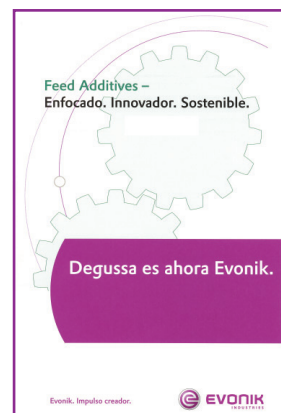 Feed Additives –
Enfocado. Innovador. Sostenible.
Degussa es ahora Evonik.
Evonik. Impulso creador.
EVONIK
INDUSTRIES